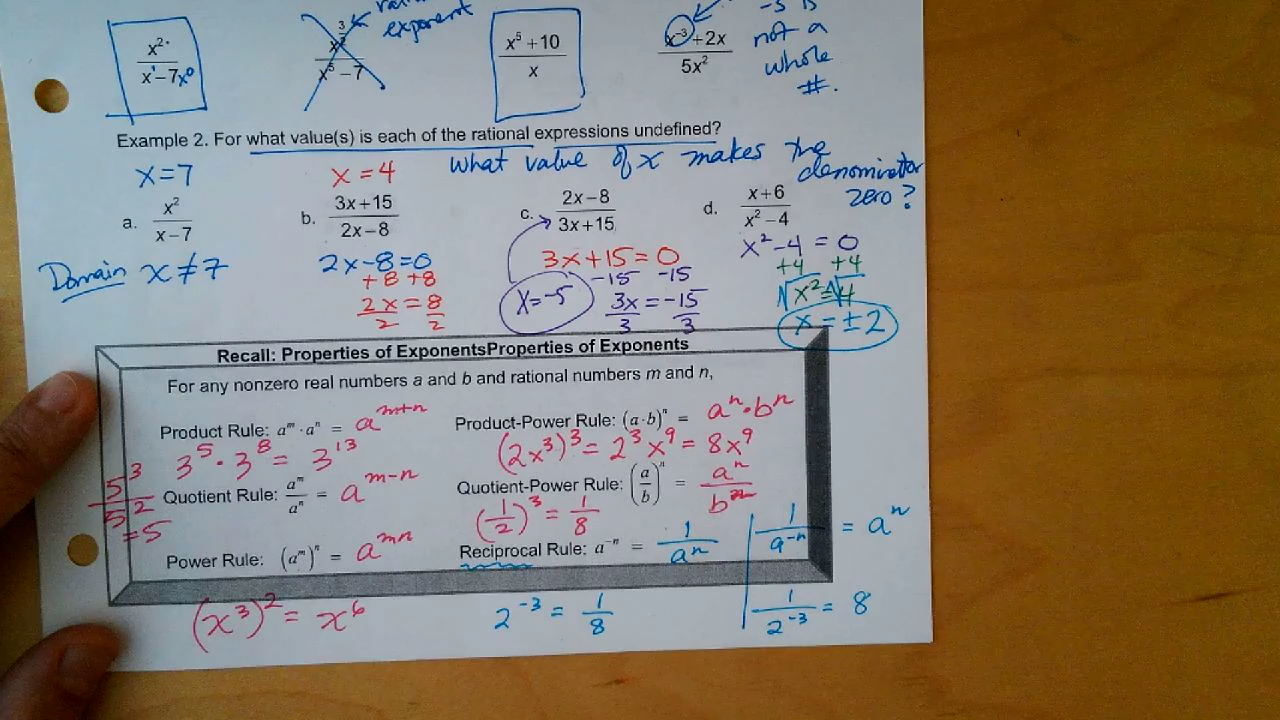 exponent
-3 is
not a
whole
#.
x²
x¹ - 7x⁰
x⁵ - 7
x⁵ + 10
x
x⁻³ + 2x
5x²
Example 2. For what value(s) is each of the rational expressions undefined?
what value of x makes the
denominator
zero?
x = 7
x = 4
a. x²
x - 7
b. 3x + 15
2x - 8
c. 2x - 8
3x + 15
d. x + 6
x² - 4
Domain x ≠ 7
2x - 8 = 0
+8 +8
2x = 8
2 2
3x + 15 = 0
-15 -15
3x = -15
3 3
x = -5
x² - 4 = 0
+4 +4
√x² = √4
x = ±2
Recall: Properties of ExponentsProperties of Exponents
For any nonzero real numbers a and b and rational numbers m and n,
Product Rule: aᵐ · aⁿ = aᵐ⁺ⁿ
3⁵ · 3⁸ = 3¹³
Product-Power Rule: (a·b)ⁿ = aⁿ · bⁿ
(2x³)³ = 2³x⁹ = 8x⁹
5³
5²
= 5
Quotient Rule: aᵐ/aⁿ = aᵐ⁻ⁿ
Quotient-Power Rule: (a/b)ⁿ = aⁿ/bⁿ
(1/2)³ = 1/8
Power Rule: (aᵐ)ⁿ = aᵐⁿ
(x³)² = x⁶
Reciprocal Rule: a⁻ⁿ = 1/aⁿ
1/a⁻ⁿ = aⁿ
2⁻³ = 1/8
1/2⁻³ = 8